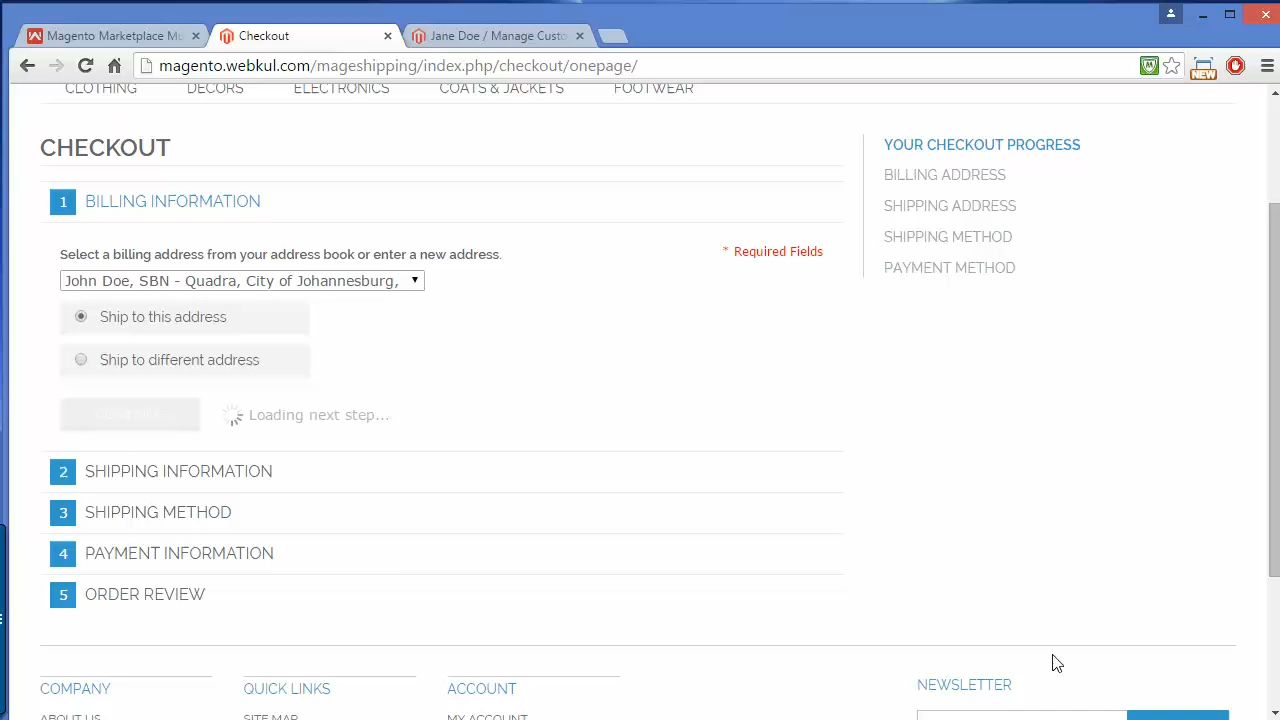 Magento Marketplace Mu
Checkout
Jane Doe / Manage Custo
magento.webkul.com/mageshipping/index.php/checkout/onepage/
NEW
CLOTHING DECORS ELECTRONICS COATS & JACKETS FOOTWEAR
CHECKOUT
1 BILLING INFORMATION
Select a billing address from your address book or enter a new address.
* Required Fields
John Doe, SBN - Quadra, City of Johannesburg,
Ship to this address
Ship to different address
Loading next step...
2 SHIPPING INFORMATION
3 SHIPPING METHOD
4 PAYMENT INFORMATION
5 ORDER REVIEW
YOUR CHECKOUT PROGRESS
BILLING ADDRESS
SHIPPING ADDRESS
SHIPPING METHOD
PAYMENT METHOD
COMPANY
ABOUT US
QUICK LINKS
SITE MAP
ACCOUNT
MY ACCOUNT
NEWSLETTER